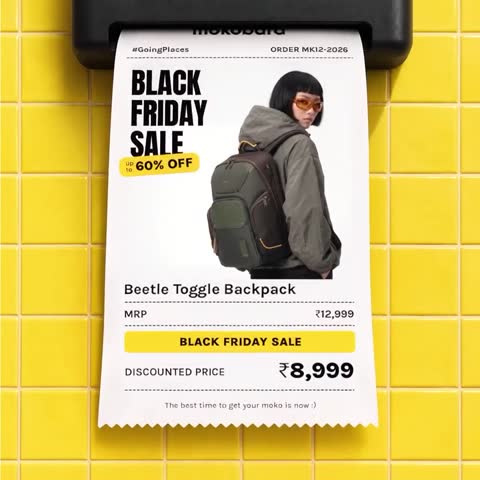 mokobara
#GoingPlaces ORDER MK12-2026
BLACK
FRIDAY
SALE
up to 60% OFF
Beetle Toggle Backpack
MRP ₹12,999
BLACK FRIDAY SALE
DISCOUNTED PRICE ₹8,999
The best time to get your moko is now :)